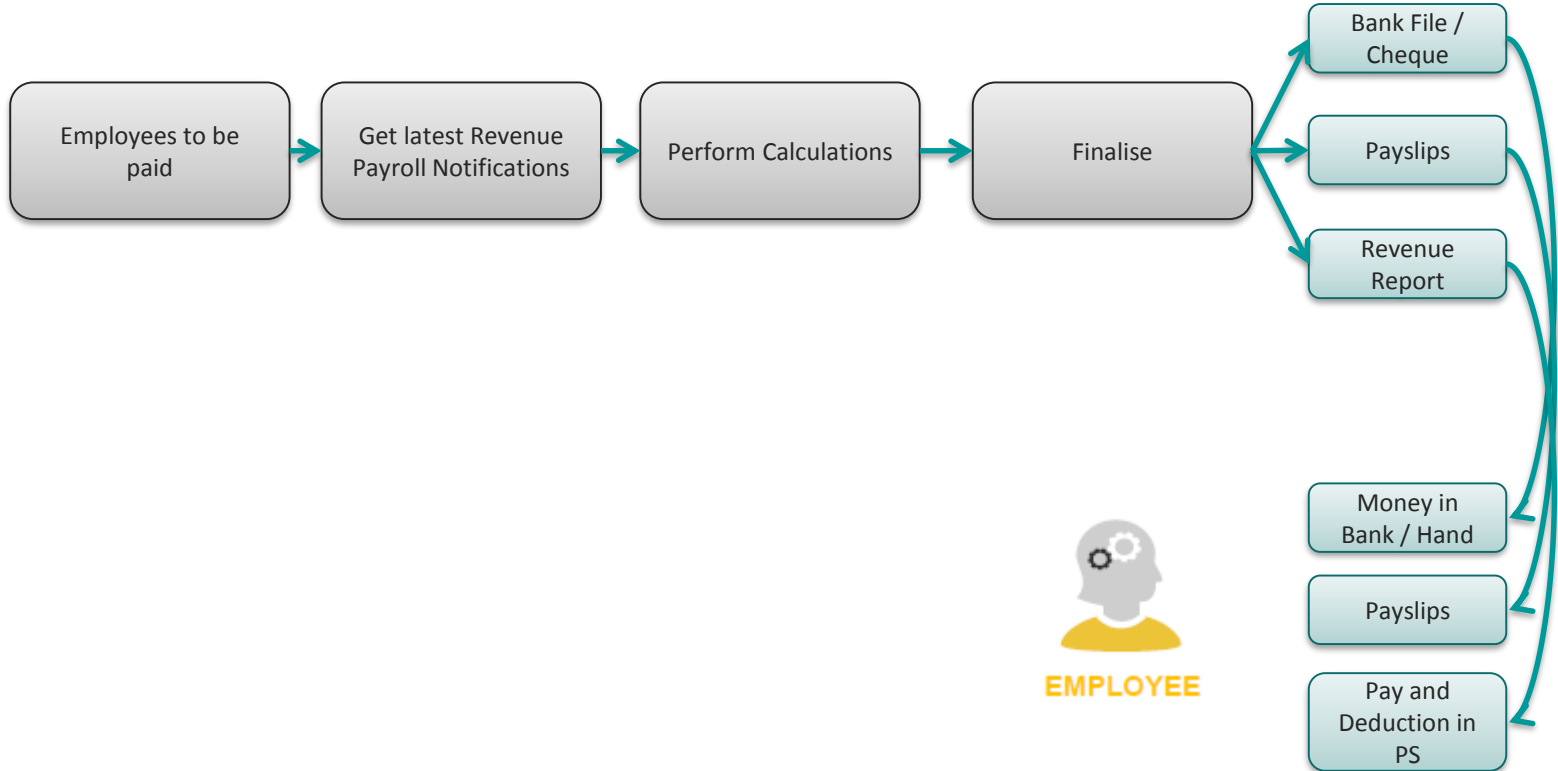 Employees to be
paid
Get latest Revenue
Payroll Notifications
Perform Calculations
Finalise
Bank File /
Cheque
Payslips
Revenue
Report
Money in
Bank / Hand
Payslips
Pay and
Deduction in
PS
EMPLOYEE